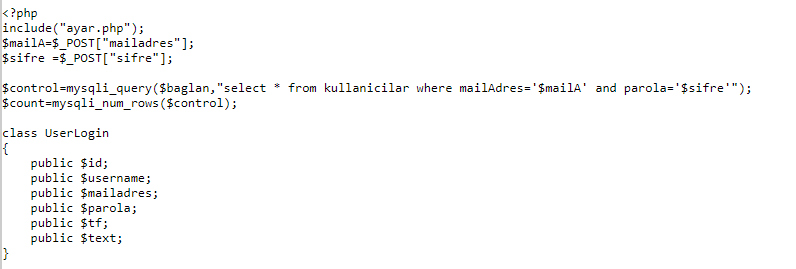 <?php
include("ayar.php");
$mailA=$_POST["mailadres"];
$sifre =$_POST["sifre"];

$control=mysqli_query($baglan,"select * from kullanicilar where mailAdres='$mailA' and parola='$sifre'");
$count=mysqli_num_rows($control);

class UserLogin
{
    public $id;
    public $username;
    public $mailadres;
    public $parola;
    public $tf;
    public $text;
}